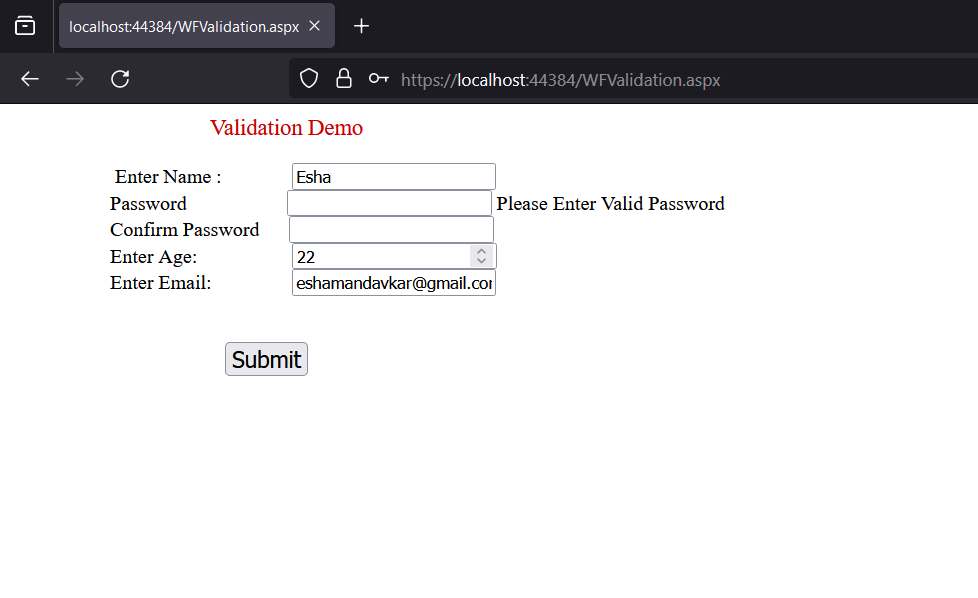 localhost:44384/WFValidation.aspx
https://localhost:44384/WFValidation.aspx
Validation Demo
Enter Name : Esha
Password Please Enter Valid Password
Confirm Password
Enter Age: 22
Enter Email: eshamandavkar@gmail.com
Submit